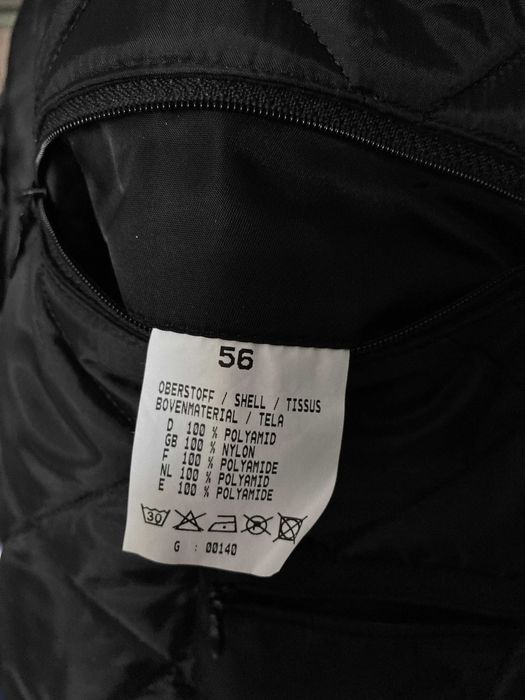 56
OBERSTOFF / SHELL / TISSUS
BOVENMATERIAL / TELA
D 100 % POLYAMID
GB 100 % NYLON
F 100 % POLYAMIDE
NL 100 % POLYAMID
E 100 % POLYAMIDE
30
G : 00140